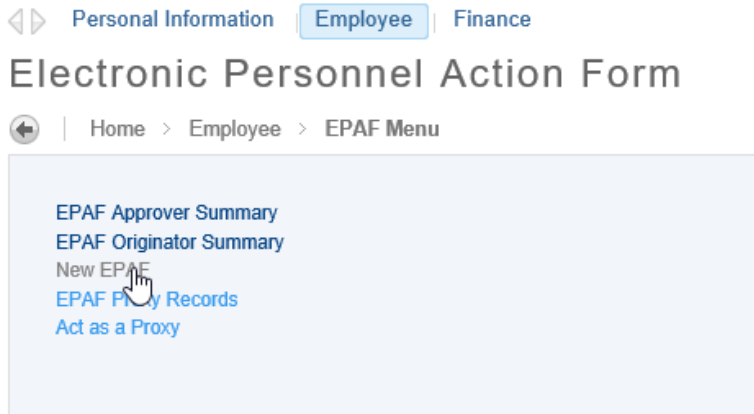 Personal Information | Employee | Finance
Electronic Personnel Action Form
| Home > Employee > EPAF Menu
EPAF Approver Summary
EPAF Originator Summary
New EPAF
EPAF Proxy Records
Act as a Proxy